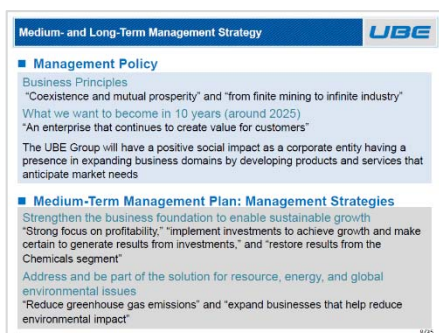 Medium- and Long-Term Management Strategy
UBE
■ Management Policy
Business Principles
"Coexistence and mutual prosperity" and "from finite mining to infinite industry"
What we want to become in 10 years (around 2025)
"An enterprise that continues to create value for customers"
The UBE Group will have a positive social impact as a corporate entity having a
presence in expanding business domains by developing products and services that
anticipate market needs
■ Medium-Term Management Plan: Management Strategies
Strengthen the business foundation to enable sustainable growth
"Strong focus on profitability," "implement investments to achieve growth and make
certain to generate results from investments," and "restore results from the
Chemicals segment"
Address and be part of the solution for resource, energy, and global
environmental issues
"Reduce greenhouse gas emissions" and "expand businesses that help reduce
environmental impact"